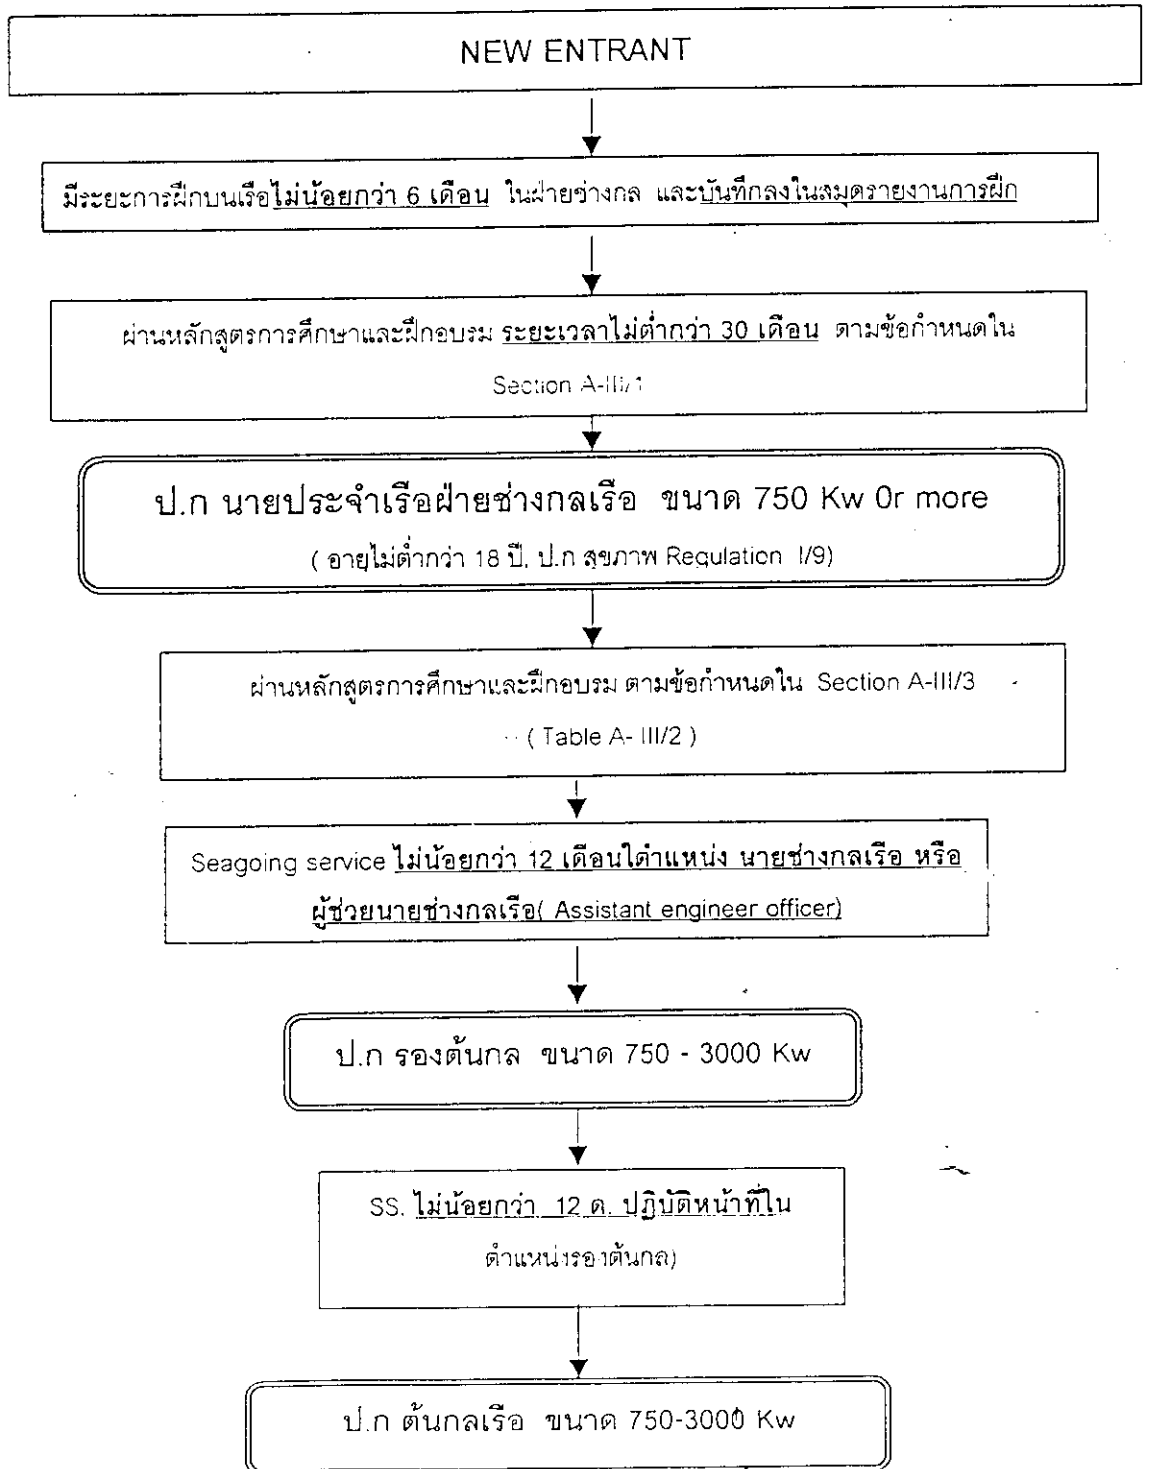 NEW ENTRANT
มีระยะการฝึกบนเรือไม่น้อยกว่า 6 เดือน ในฝ่ายช่างกล และบันทึกลงในสมุดรายงานการฝึก
ผ่านหลักสูตรการศึกษาและฝึกอบรม ระยะเวลาไม่ต่ำกว่า 30 เดือน ตามข้อกำหนดใน
Section A-III/1
ป.ก นายประจำเรือฝ่ายช่างกลเรือ ขนาด 750 Kw 0r more
( อายุไม่ต่ำกว่า 18 ปี, ป.ก สุขภาพ Regulation I/9)
ผ่านหลักสูตรการศึกษาและฝึกอบรม ตามข้อกำหนดใน Section A-III/3
( Table A- III/2 )
Seagoing service ไม่น้อยกว่า 12 เดือนใตำแหน่ง นายช่างกลเรือ หรือ
ผู้ช่วยนายช่างกลเรือ( Assistant engineer officer)
ป.ก รองต้นกล ขนาด 750 - 3000 Kw
SS. ไม่น้อยกว่า 12 ด. ปฏิบัติหน้าที่ใน
ตำแหน่งรองต้นกล)
ป.ก ต้นกลเรือ ขนาด 750-3000 Kw